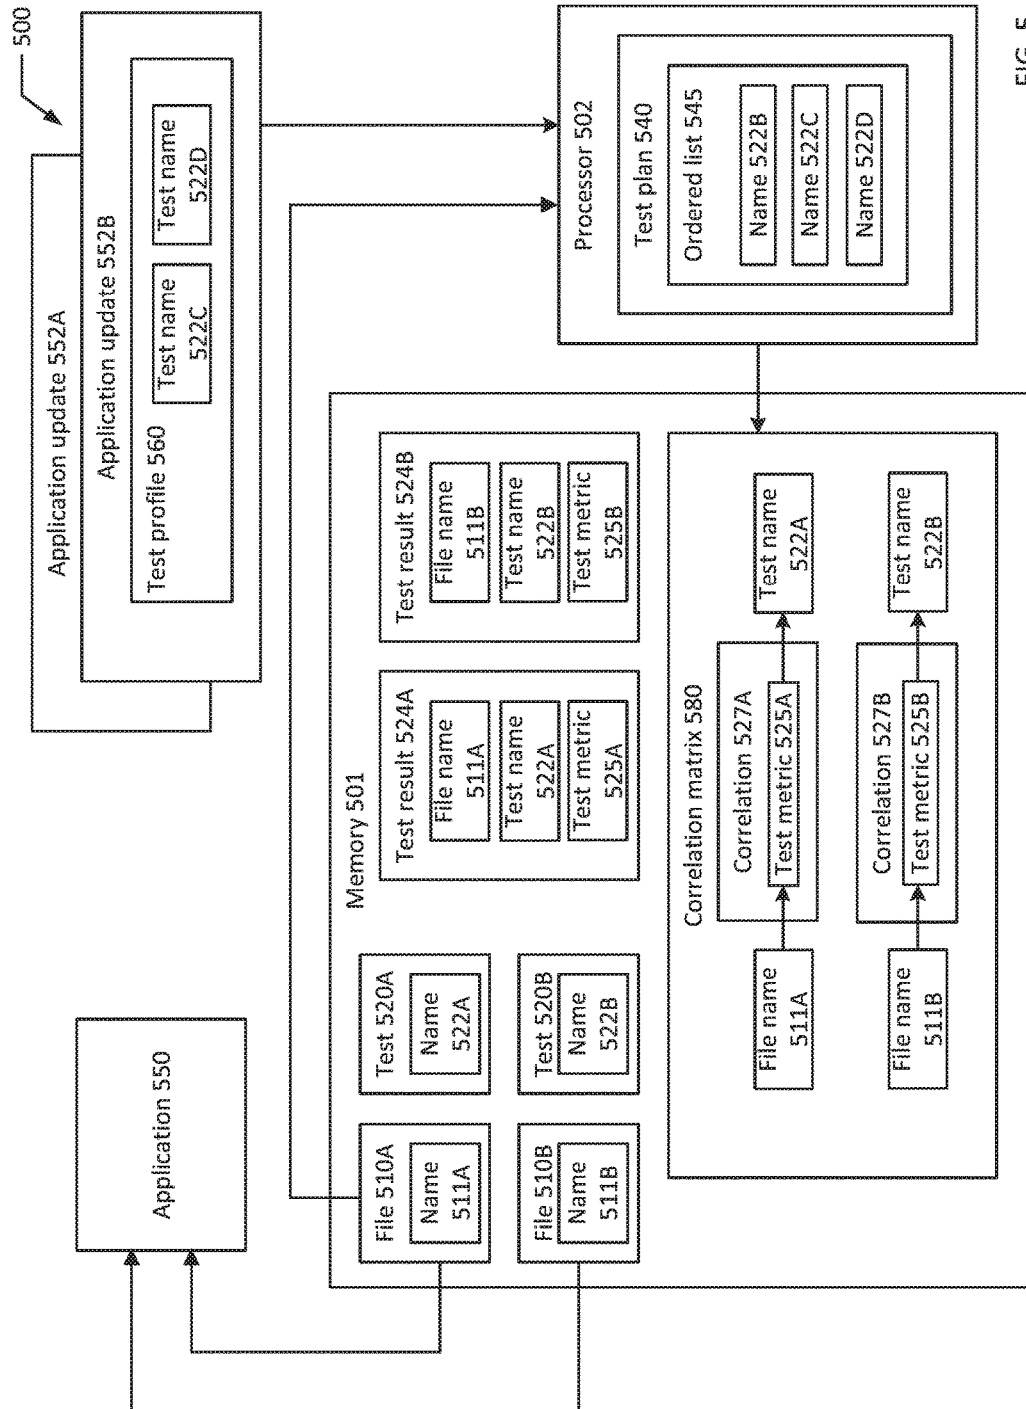 500
Application update 552A
Application update 552B
Test profile 560
Test name
522C
Test name
522D
Application 550
Memory 501
File 510A
Name
511A
File 510B
Name
511B
Test 520A
Name
522A
Test 520B
Name
522B
Test result 524A
File name
511A
Test name
522A
Test metric
525A
Test result 524B
File name
511B
Test name
522B
Test metric
525B
Correlation matrix 580
File name
511A
Correlation 527A
Test metric 525A
Test name
522A
File name
511B
Correlation 527B
Test metric 525B
Test name
522B
Processor 502
Test plan 540
Ordered list 545
Name 522B
Name 522C
Name 522D
FIG. 5